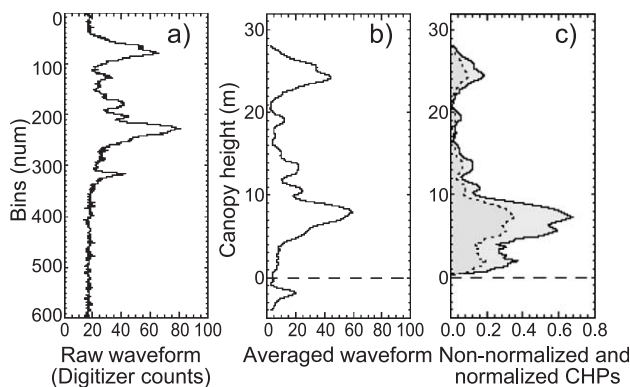 a)
b)
c)
0
100
200
300
400
500
600
Bins (num)
0 20 40 60 80 100
Raw waveform
(Digitizer counts)
30
20
10
0
Canopy height (m)
0 20 40 60 80 100
Averaged waveform
30
20
10
0
0.0 0.2 0.4 0.6 0.8
Non-normalized and
normalized CHPs